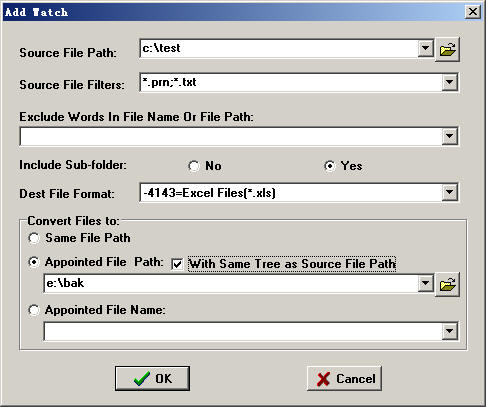 Add Watch
Source File Path: c:\test
Source File Filters: *.prn;*.txt
Exclude Words In File Name Or File Path:
Include Sub-folder: No Yes
Dest File Format: -4143=Excel Files(*.xls)
Convert Files to:
Same File Path
Appointed File Path: With Same Tree as Source File Path
e:\bak
Appointed File Name:
OK Cancel